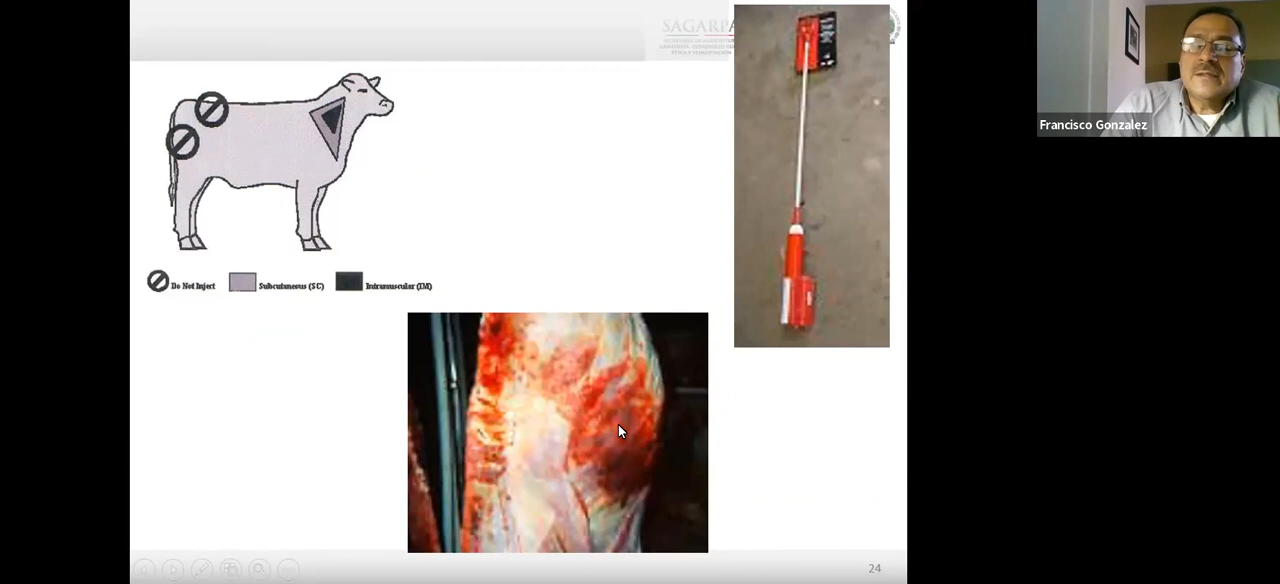 SAGARPA
Francisco Gonzalez
Do Not Inject
Subcutaneous (SC)
Intramuscular (IM)
24